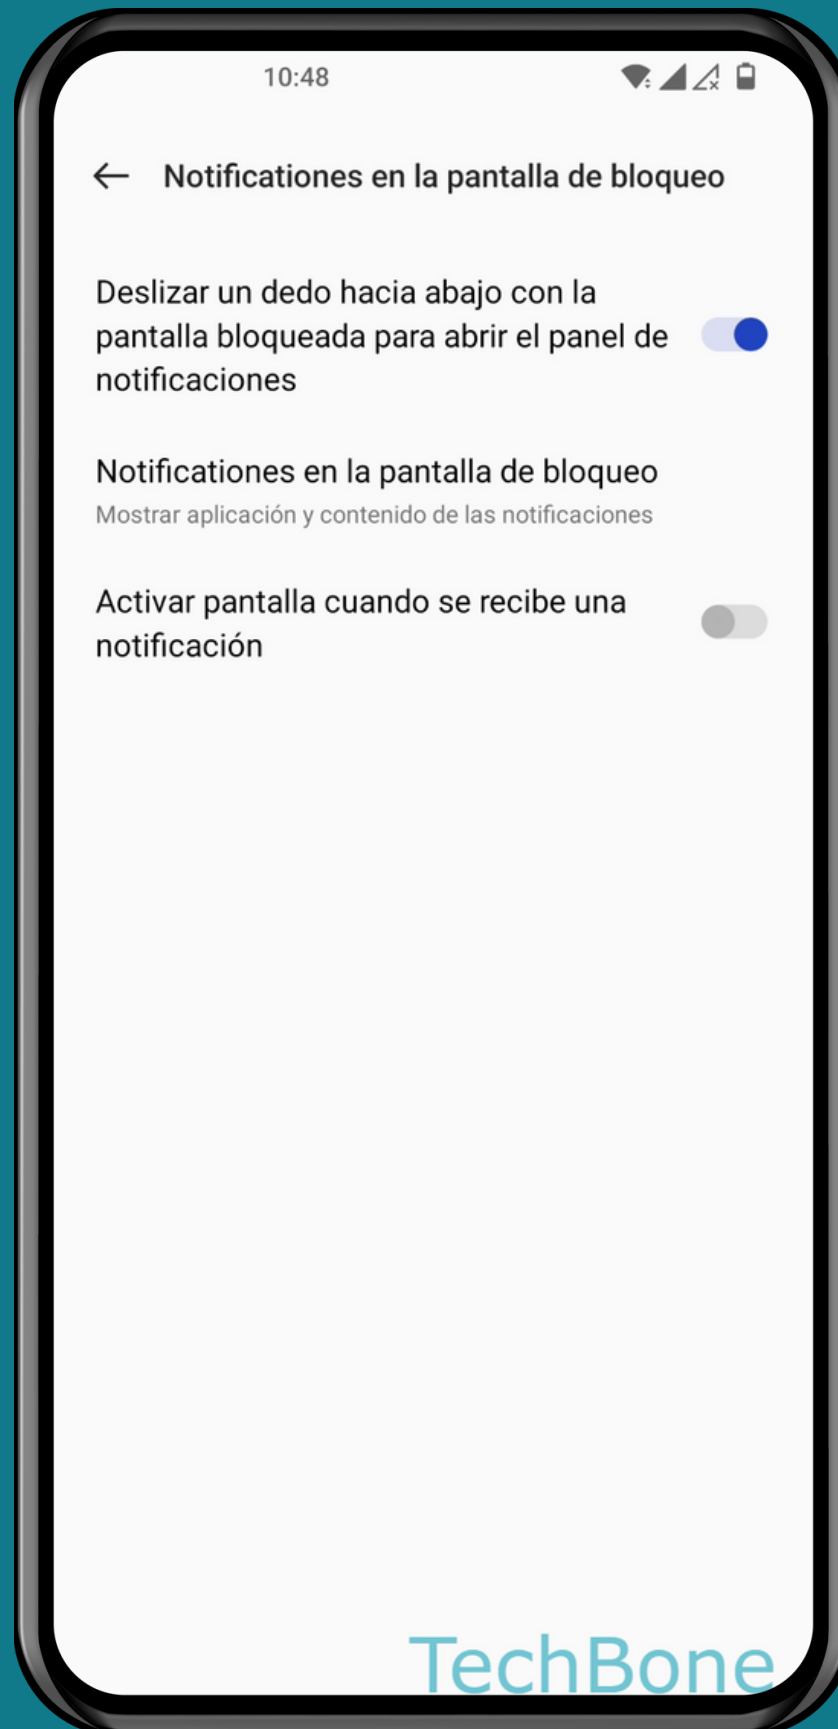 10:48
Notificationes en la pantalla de bloqueo
Deslizar un dedo hacia abajo con la
pantalla bloqueada para abrir el panel de
notificaciones
Notificationes en la pantalla de bloqueo
Mostrar aplicación y contenido de las notificaciones
Activar pantalla cuando se recibe una
notificación
TechBone